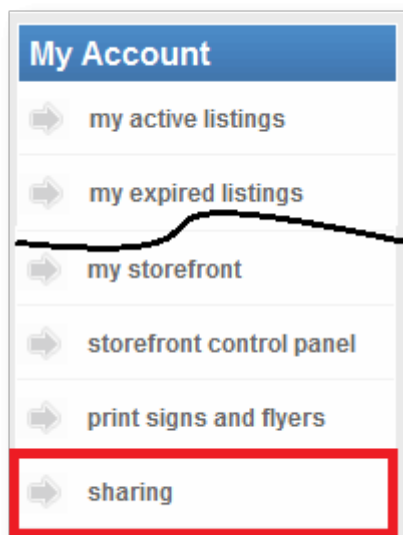 My Account
my active listings
my expired listings
my storefront
storefront control panel
print signs and flyers
sharing